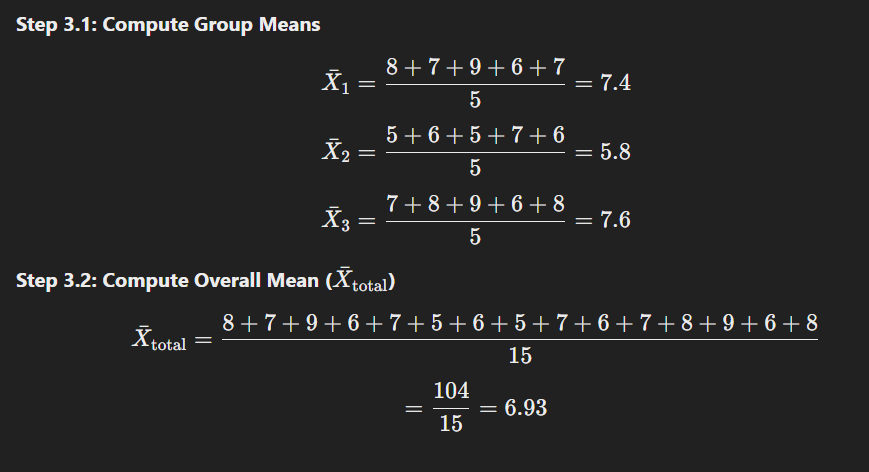 Step 3.1: Compute Group Means
X̄₁ = (8 + 7 + 9 + 6 + 7) / 5 = 7.4
X̄₂ = (5 + 6 + 5 + 7 + 6) / 5 = 5.8
X̄₃ = (7 + 8 + 9 + 6 + 8) / 5 = 7.6
Step 3.2: Compute Overall Mean (X̄total)
X̄total = (8 + 7 + 9 + 6 + 7 + 5 + 6 + 5 + 7 + 6 + 7 + 8 + 9 + 6 + 8) / 15
= 104 / 15 = 6.93